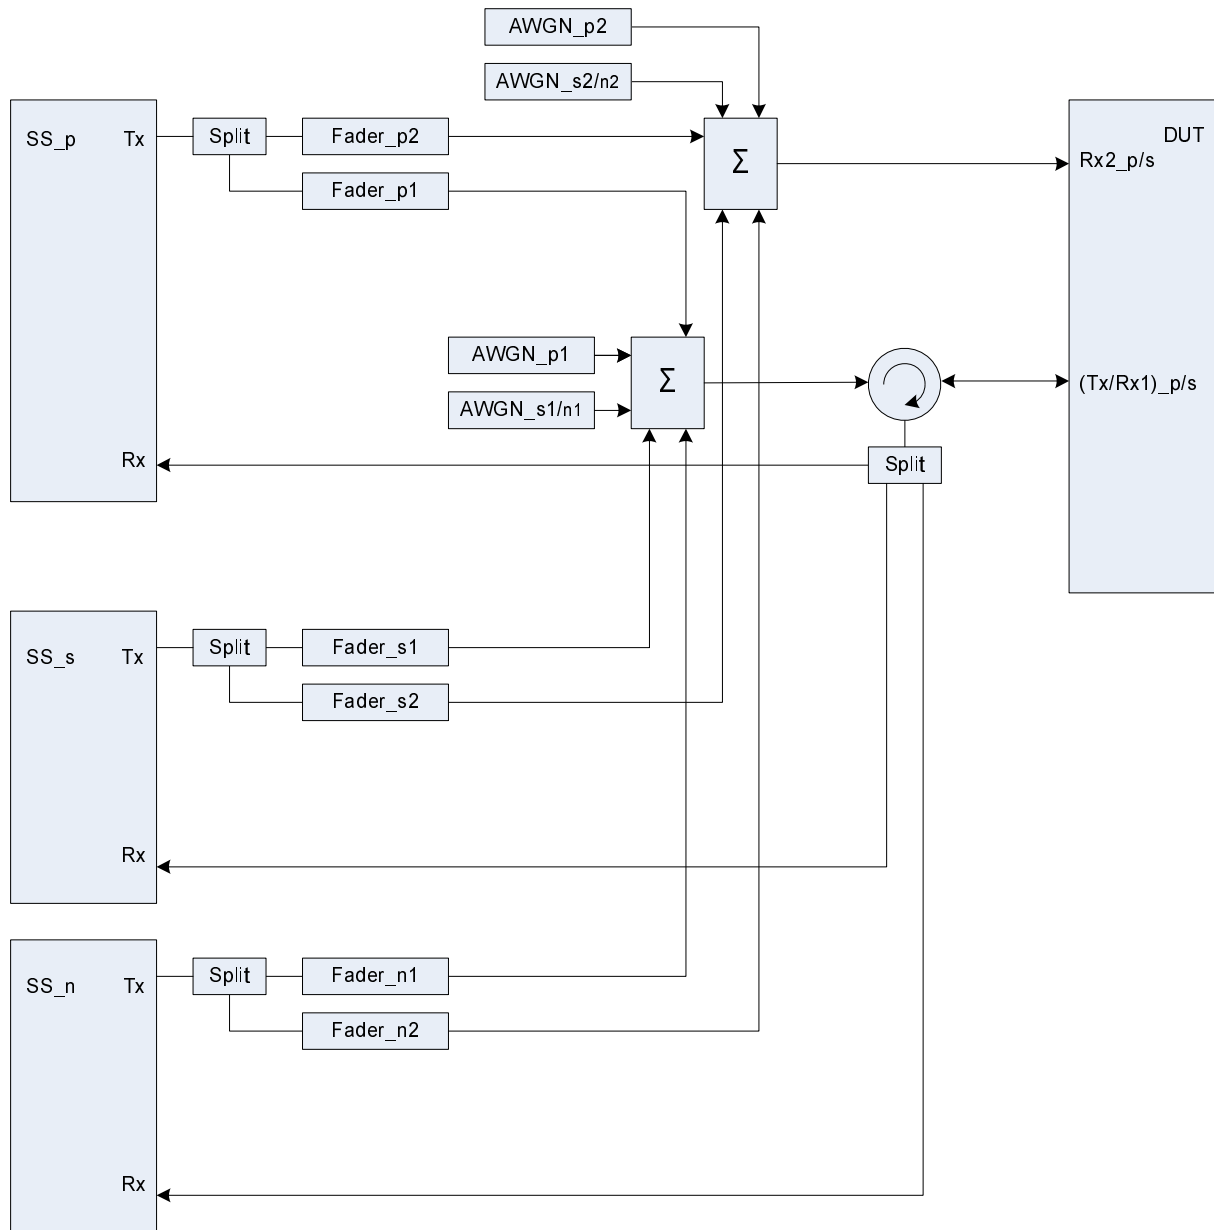 AWGN_p2
AWGN_s2/n2
SS_p
Tx
Split
Fader_p2
Σ
DUT
Rx2_p/s
Fader_p1
AWGN_p1
Σ
(Tx/Rx1)_p/s
AWGN_s1/n1
Rx
Split
SS_s
Tx
Split
Fader_s1
Fader_s2
Rx
SS_n
Tx
Split
Fader_n1
Fader_n2
Rx